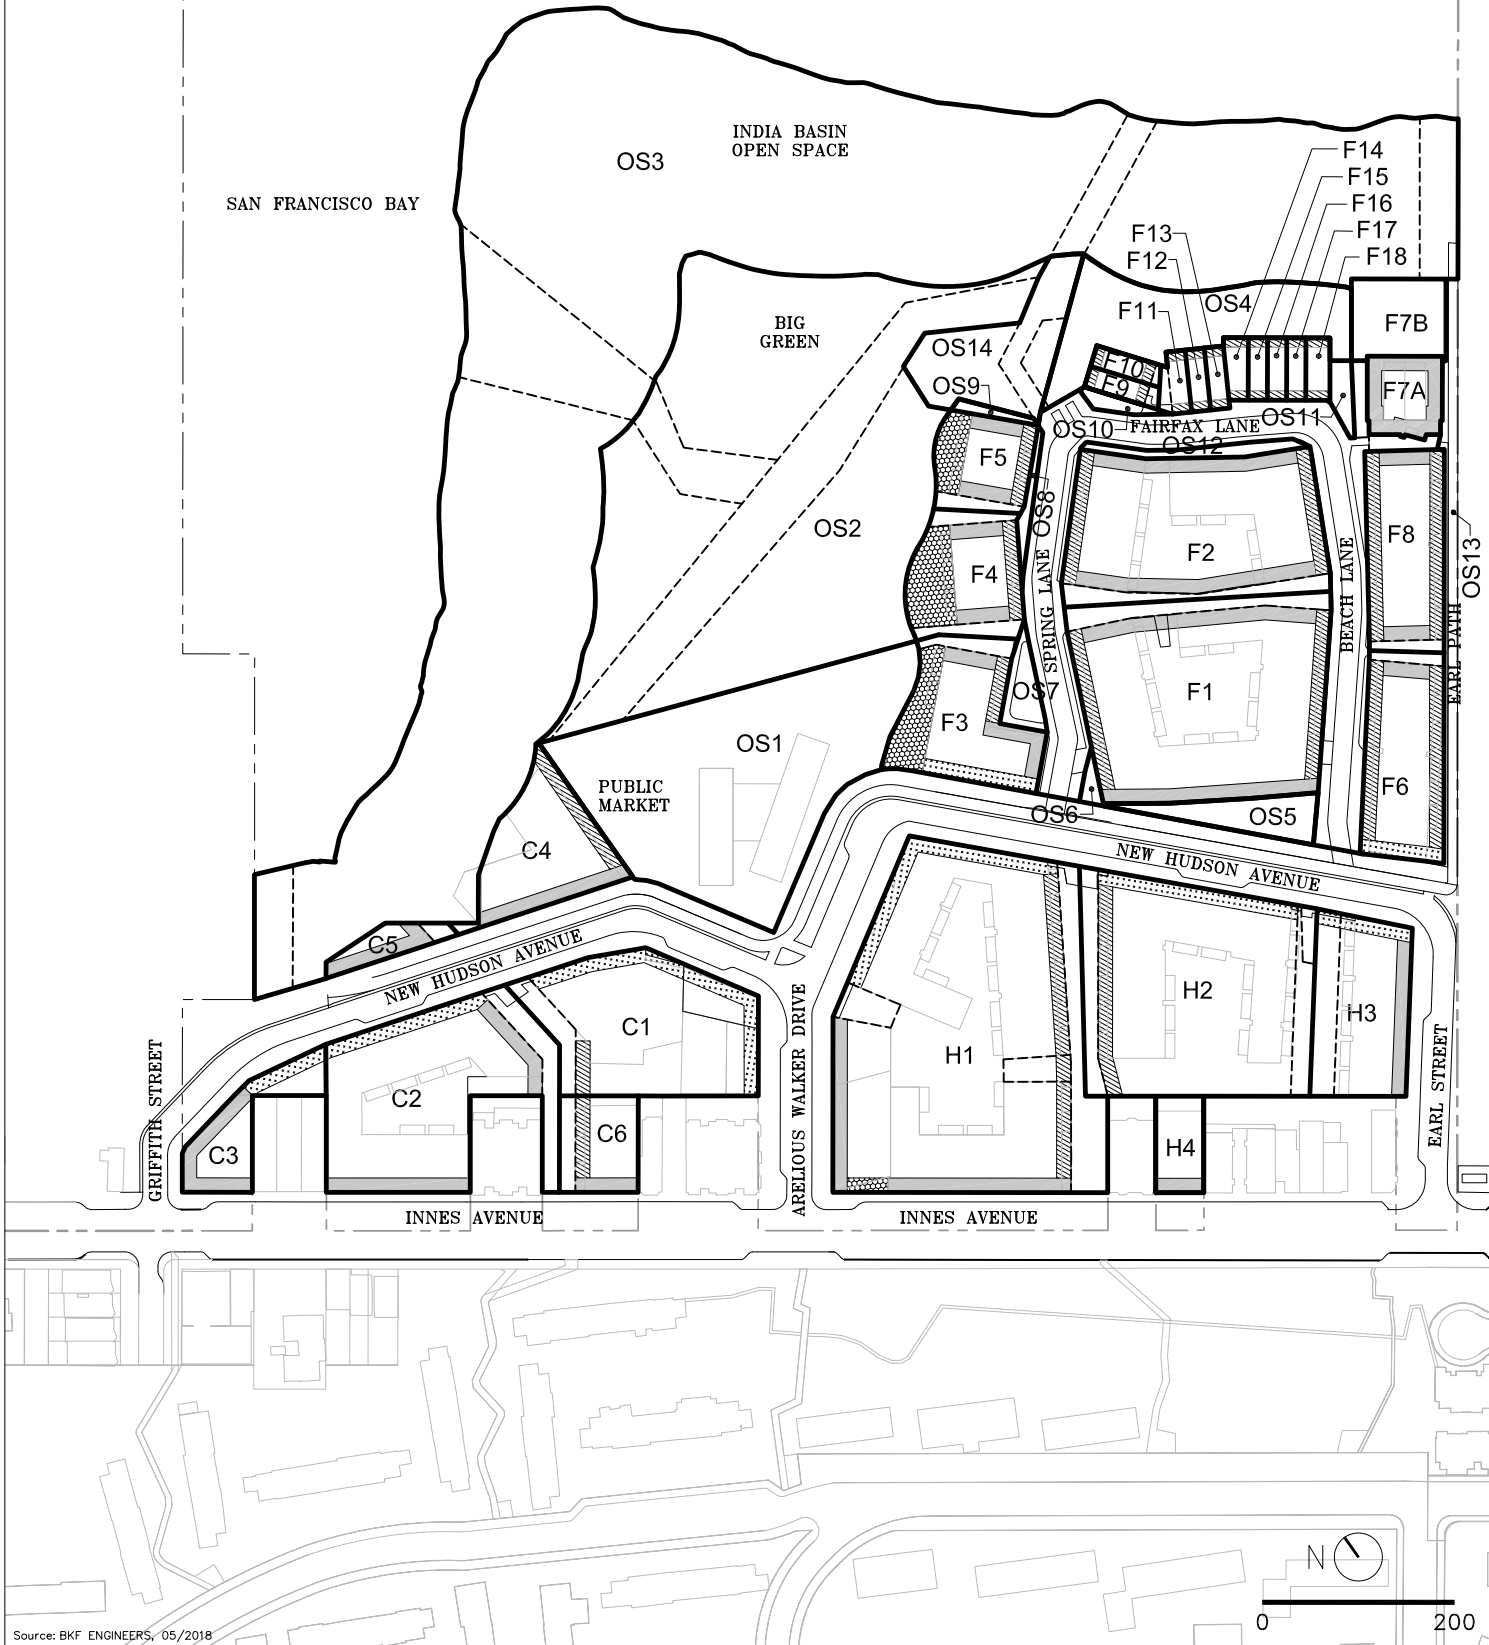 INDIA BASIN
OPEN SPACE
OS3
SAN FRANCISCO BAY
F14
F15
F16
F17
F18
F13
F12
F11
OS4
F7B
BIG
GREEN
OS14
F10
F9
OS9
F7A
OS10
FAIRFAX LANE
OS11
OS12
F5
OS8
OS2
F4
SPRING LANE
F2
BEACH LANE
F8
OS13
EARL PATH
OS7
F1
F3
OS1
PUBLIC
MARKET
F6
OS6
OS5
C4
NEW HUDSON AVENUE
C5
NEW HUDSON AVENUE
H2
H3
C1
H1
ARELIOUS WALKER DRIVE
EARL STREET
GRIFFITH STREET
C2
C6
C3
H4
INNES AVENUE
INNES AVENUE
N
0 200
Source: BKF ENGINEERS, 05/2018